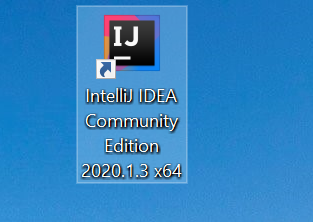 IJ
IntelliJ IDEA
Community
Edition
2020.1.3 x64